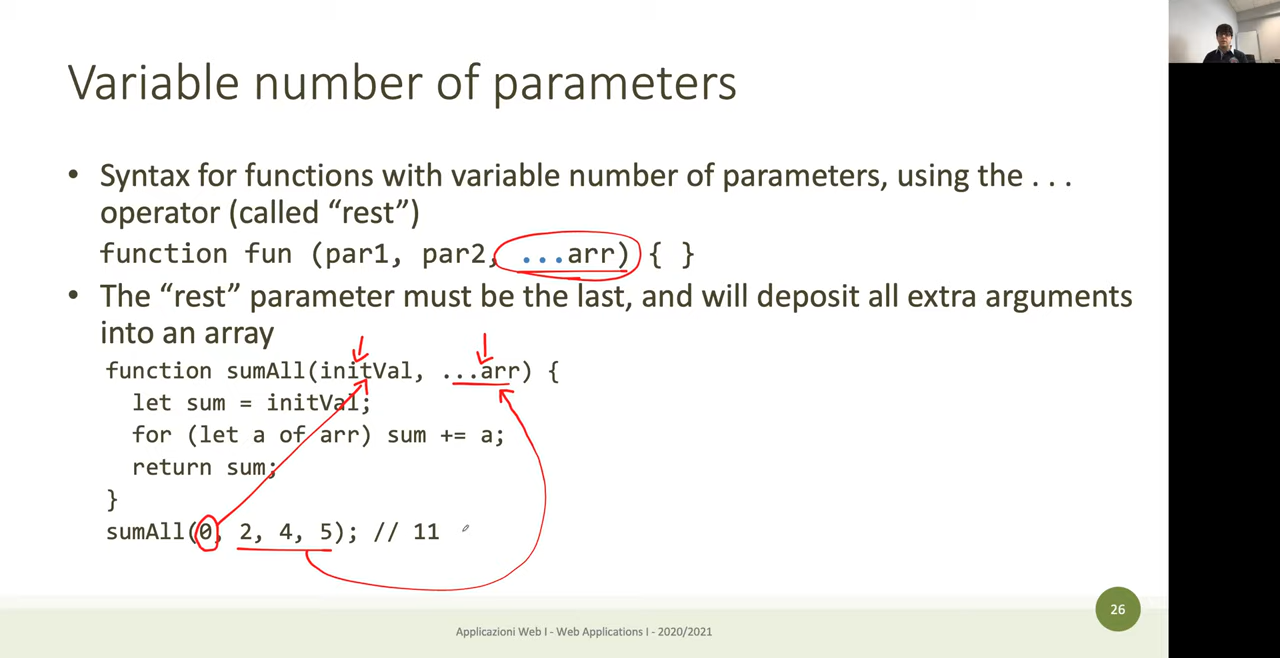 Variable number of parameters
• Syntax for functions with variable number of parameters, using the ...
operator (called “rest”)
function fun (par1, par2, ...arr) { }
• The “rest” parameter must be the last, and will deposit all extra arguments
into an array
function sumAll(initVal, ...arr) {
let sum = initVal;
for (let a of arr) sum += a;
return sum;
}
sumAll(0, 2, 4, 5); // 11
26
Applicazioni Web I - Web Applications I - 2020/2021